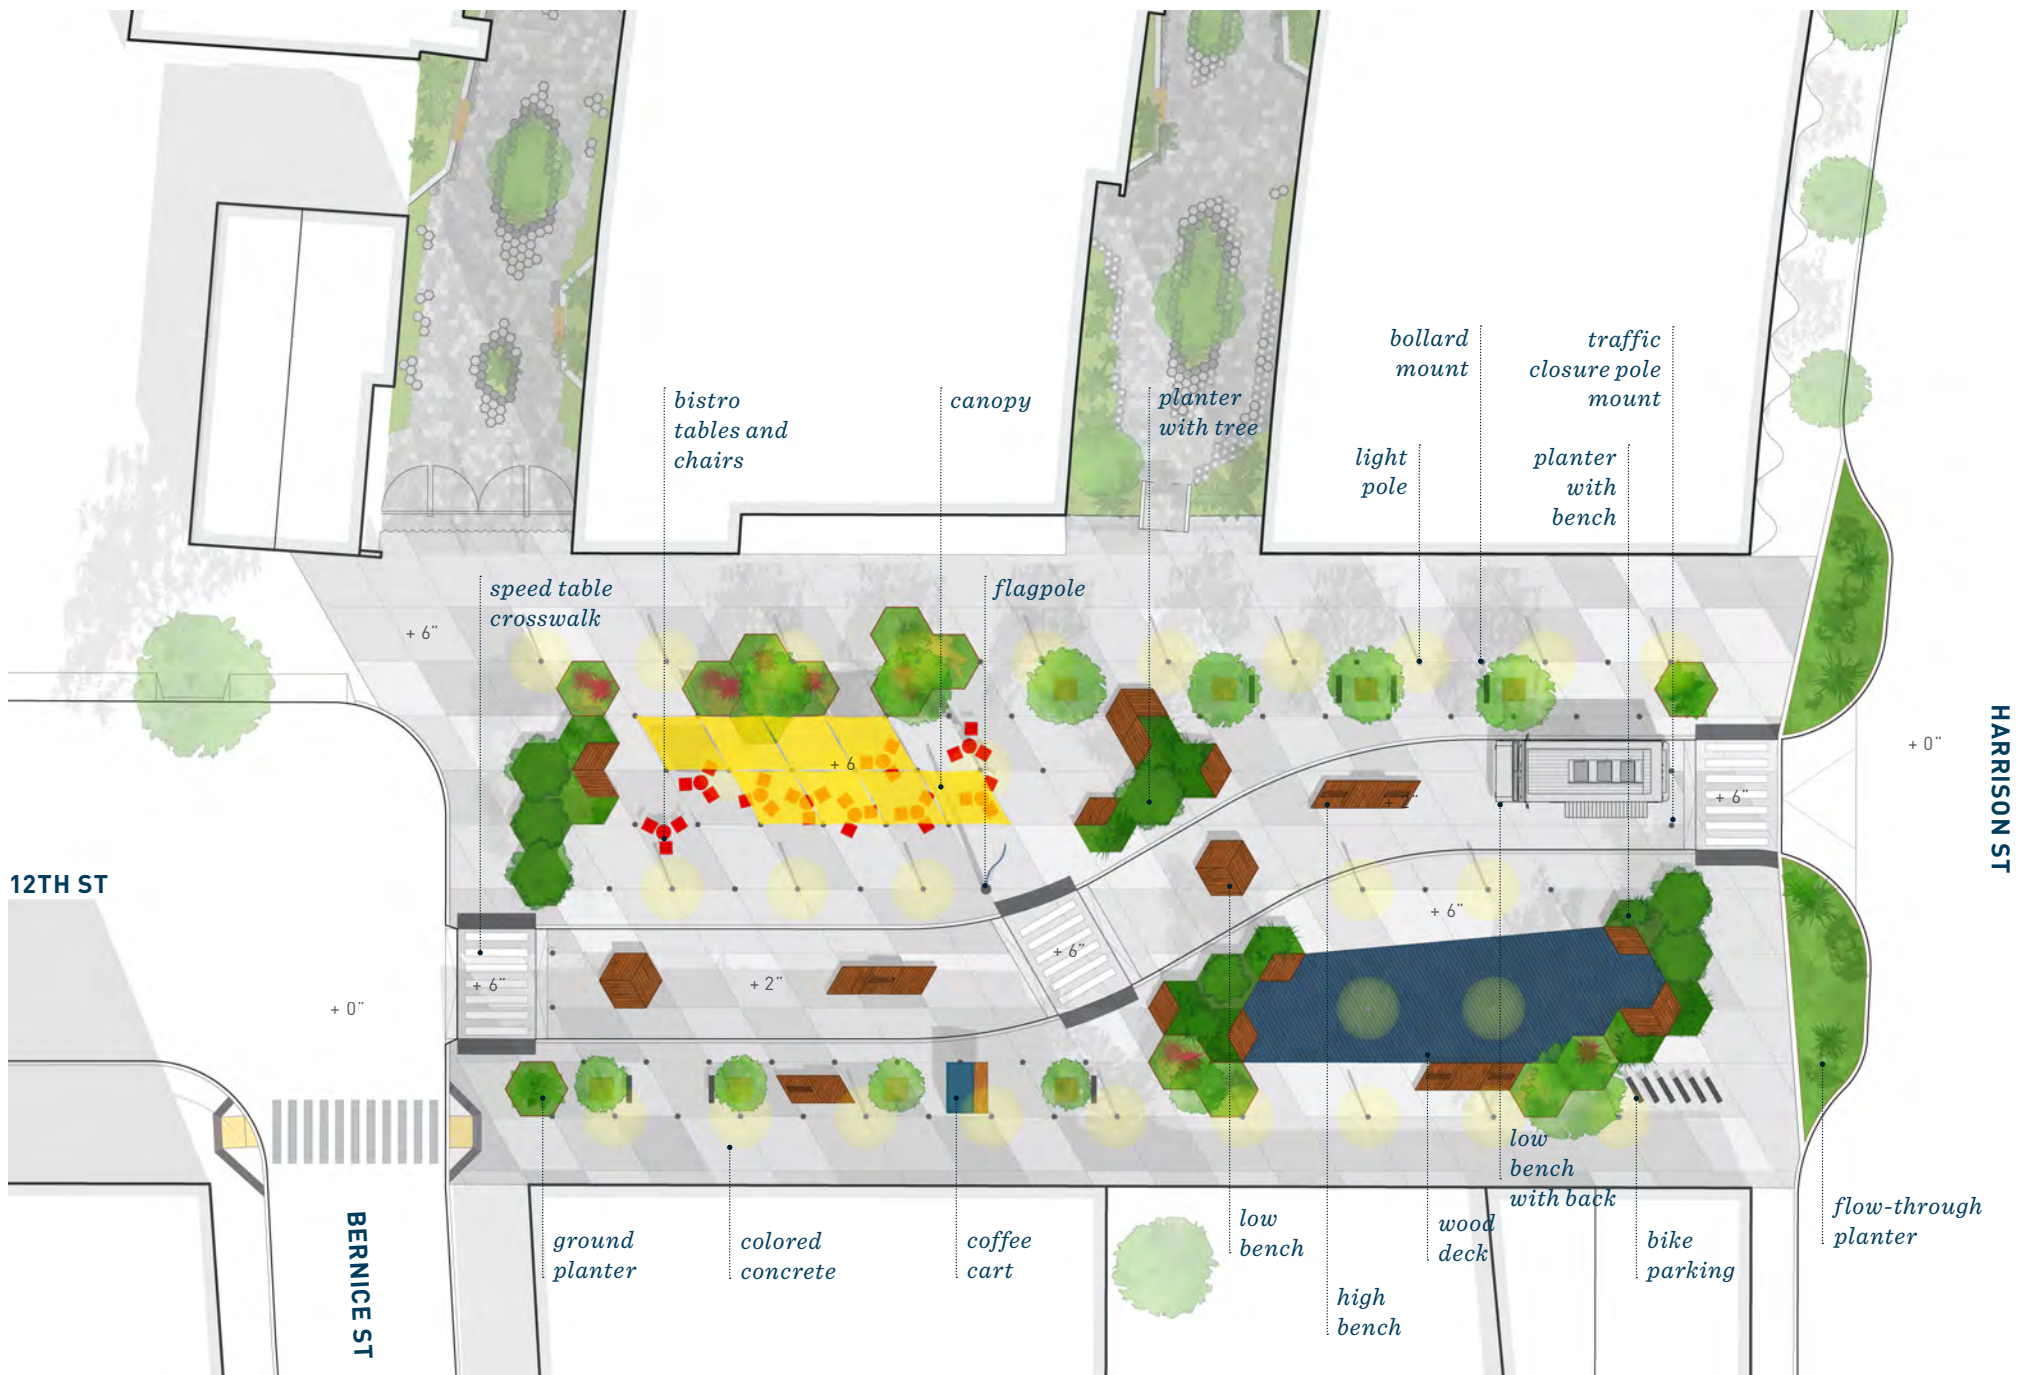 bollard
mount
traffic
closure pole
mount
bistro
tables and
chairs
canopy
planter
with tree
light
pole
planter
with
bench
speed table
crosswalk
flagpole
+ 6"
+ 6
+ 2"
+ 6"
+ 0"
HARRISON ST
12TH ST
+ 6"
+ 6"
+ 6"
+ 2"
+ 0"
low
bench
with back
BERNICE ST
ground
planter
colored
concrete
coffee
cart
low
bench
wood
deck
bike
parking
flow-through
planter
high
bench